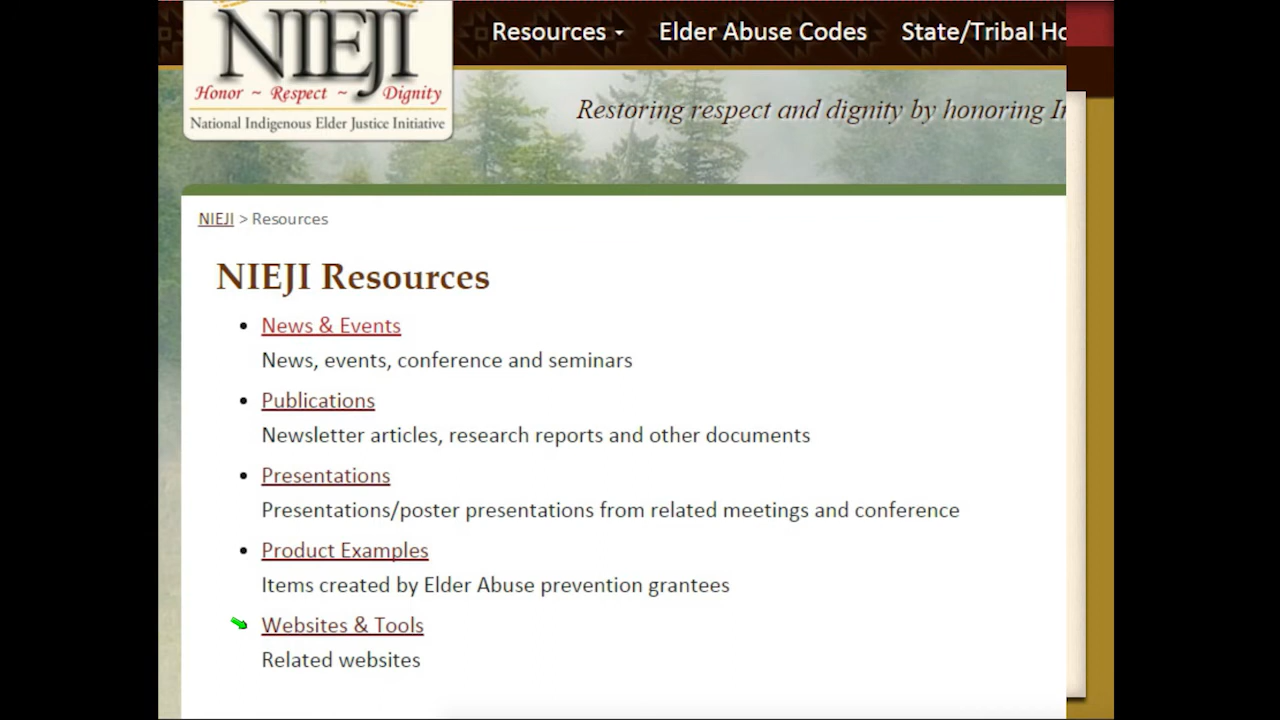 NIEJI
Honor ~ Respect ~ Dignity
National Indigenous Elder Justice Initiative
Resources
Elder Abuse Codes
State/Tribal Ho
Restoring respect and dignity by honoring I
NIEJI > Resources
NIEJI Resources
News & Events
News, events, conference and seminars
Publications
Newsletter articles, research reports and other documents
Presentations
Presentations/poster presentations from related meetings and conference
Product Examples
Items created by Elder Abuse prevention grantees
Websites & Tools
Related websites